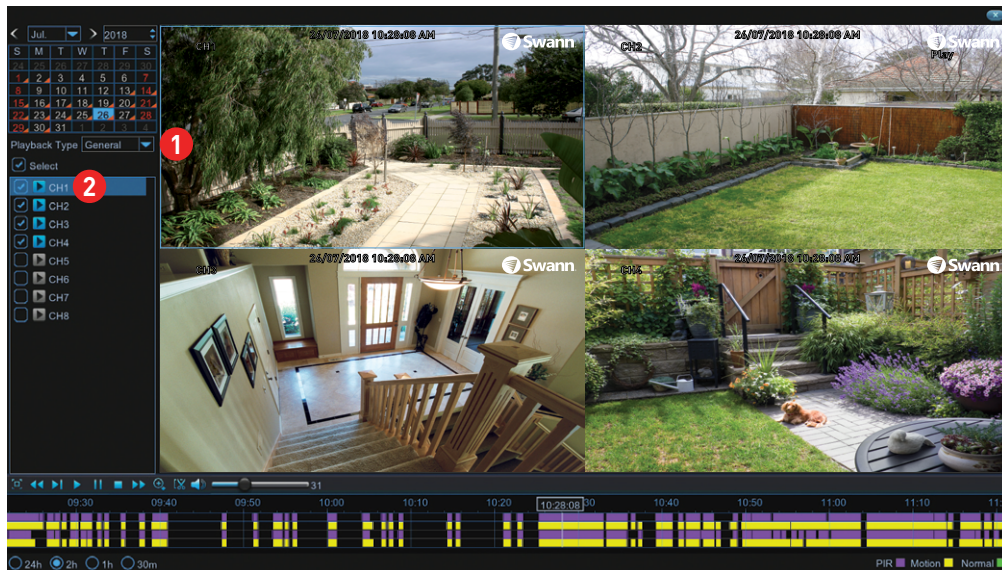 Jul. 2018
S M T W T F S
24 25 26 27 28 29 30
1 2 3 4 5 6 7
8 9 10 11 12 13 14
15 16 17 18 19 20 21
22 23 24 25 26 27 28
29 30 31 1 2 3 4
Playback Type General
1
Select
CH1 2
CH2
CH3
CH4
CH5
CH6
CH7
CH8
CH1 26/07/2018 10:28:08 AM Swann
CH2 26/07/2018 10:28:08 AM Swann
Play
CH3 26/07/2018 10:28:08 AM Swann
CH4 26/07/2018 10:28:08 AM Swann
31
09:30 09:40 09:50 10:00 10:10 10:20 10:28:08 :30 10:40 10:50 11:00 11:10 11:
24h 2h 1h 30m
PIR Motion Normal